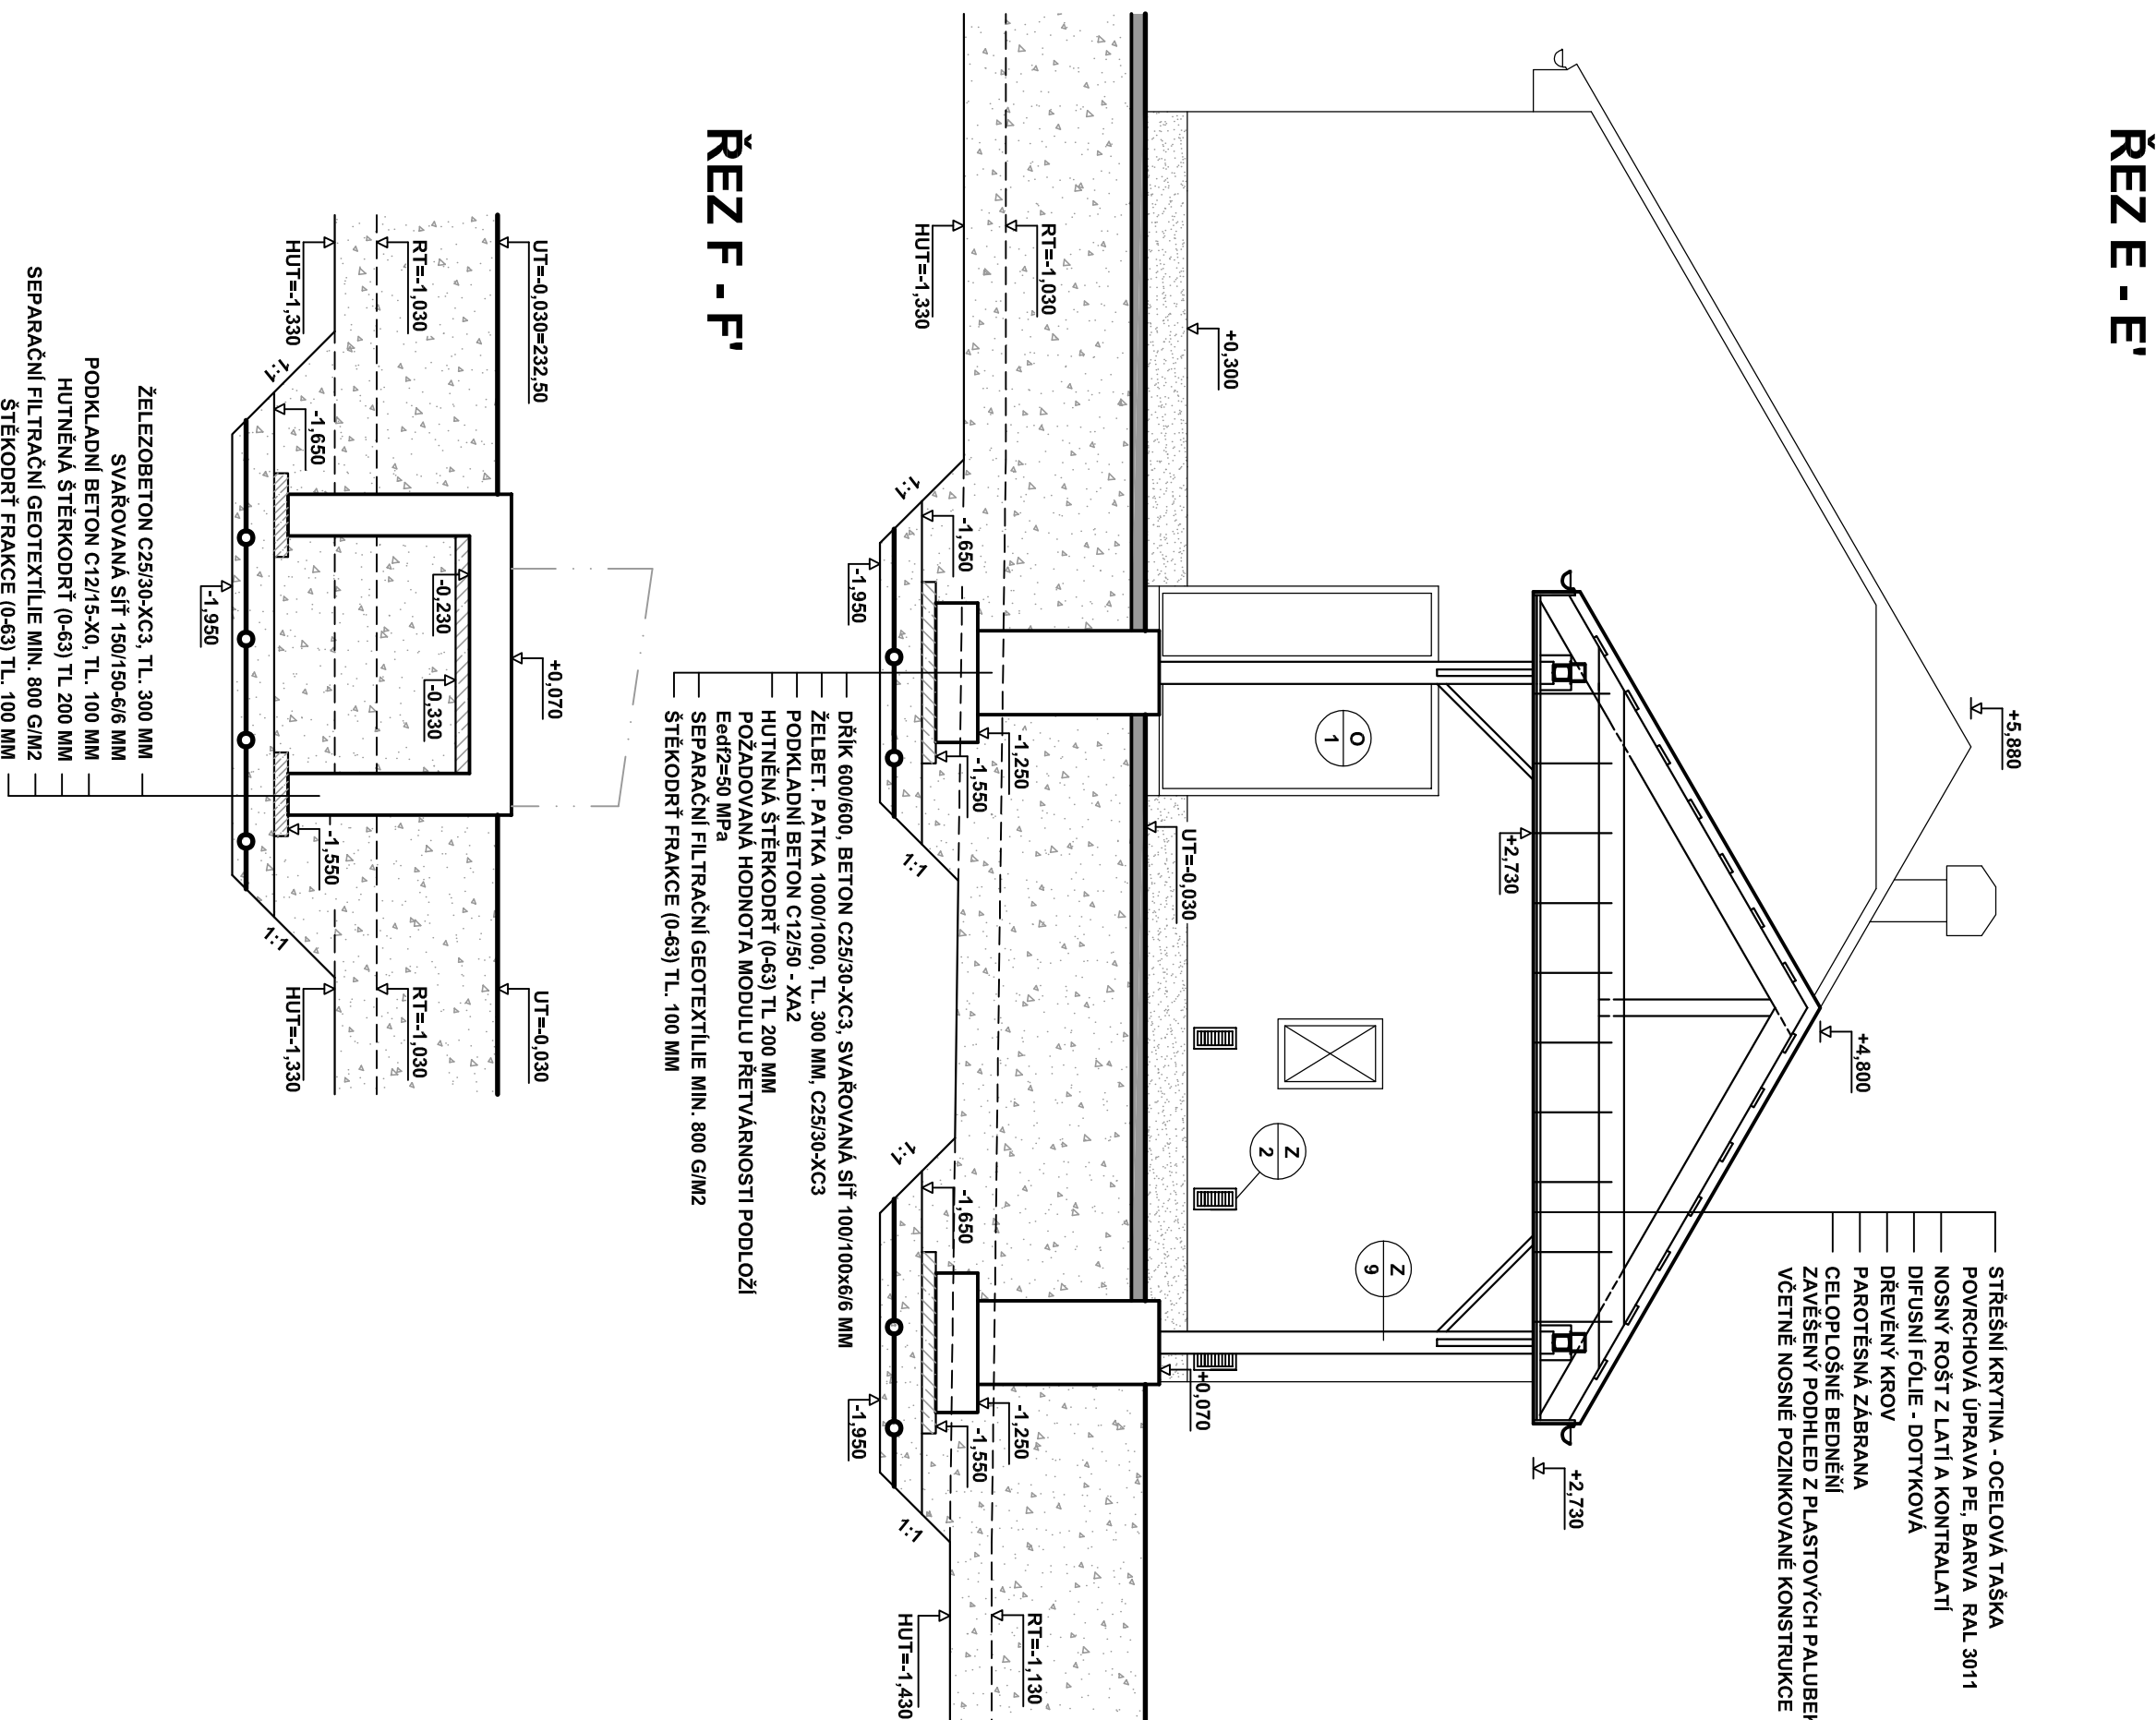 ŘEZ E - E'
+5,880
+4,800
STŘEŠNÍ KRYTINA - OCELOVÁ TAŠKA
POVRCHOVÁ ÚPRAVA PE, BARVA RAL 3011
NOSNÝ ROŠT Z LATÍ A KONTRALATÍ
DIFUSNÍ FÓLIE - DOTYKOVÁ
DŘEVĚNÝ KROV
PAROTĚSNÁ ZÁBRANA
CELOPLOŠNÉ BEDNĚNÍ
ZAVĚŠENÝ PODHLED Z PLASTOVÝCH PALUBEK
VČETNĚ NOSNÉ POZINKOVANÉ KONSTRUKCE
+2,730
+2,730
O
1
Z
9
Z
2
+0,300
UT=-0,030
+0,070
RT=-1,030
HUT=-1,330
1:1
-1,650
-1,950
-1,250
-1,550
1:1
1:1
-1,650
-1,950
-1,250
-1,550
1:1
RT=-1,130
HUT=-1,430
DŘÍK 600/600, BETON C25/30-XC3, SVAŘOVANÁ SÍŤ 100/100x6/6 MM
ŽELBET. PATKA 1000/1000, TL. 300 MM, C25/30-XC3
PODKLADNÍ BETON C12/50 - XA2
HUTNĚNÁ ŠTĚRKODRŤ (0-63) TL 200 MM
POŽADOVANÁ HODNOTA MODULU PŘETVÁRNOSTI PODLOŽÍ
Eedf2=50 MPa
SEPARAČNÍ FILTRAČNÍ GEOTEXTÍLIE MIN. 800 G/M2
ŠTĚKODRŤ FRAKCE (0-63) TL. 100 MM
ŘEZ F - F'
UT=-0,030=232,50
+0,070
UT=-0,030
RT=-1,030
HUT=-1,330
-0,230
-0,330
RT=-1,030
HUT=-1,330
1:1
-1,650
-1,950
-1,550
1:1
ŽELEZOBETON C25/30-XC3, TL. 300 MM
SVAŘOVANÁ SÍŤ 150/150-6/6 MM
PODKLADNÍ BETON C12/15-X0, TL. 100 MM
HUTNĚNÁ ŠTĚRKODRŤ (0-63) TL 200 MM
SEPARAČNÍ FILTRAČNÍ GEOTEXTÍLIE MIN. 800 G/M2
ŠTĚKODRŤ FRAKCE (0-63) TL. 100 MM